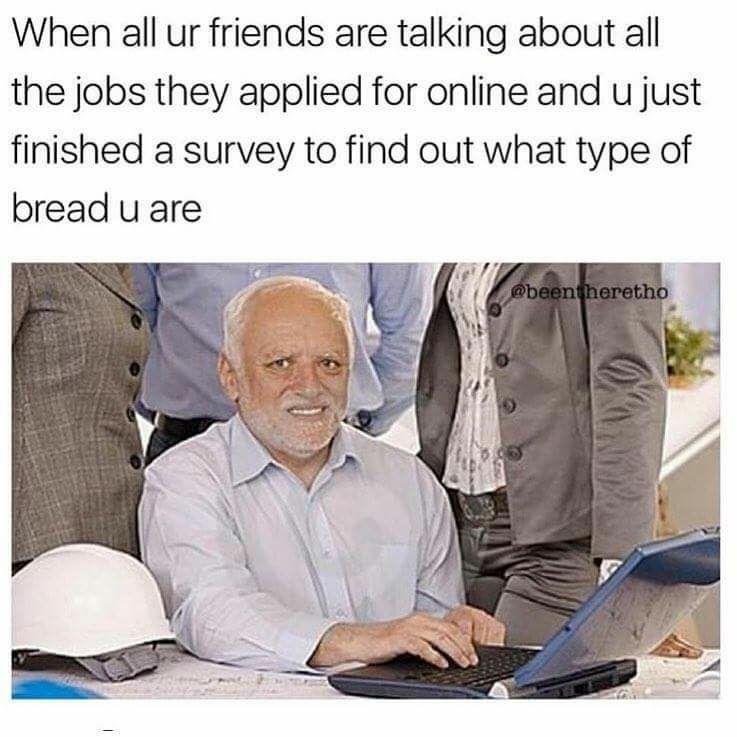 When all ur friends are talking about all
the jobs they applied for online and u just
finished a survey to find out what type of
bread u are
@beentheretho